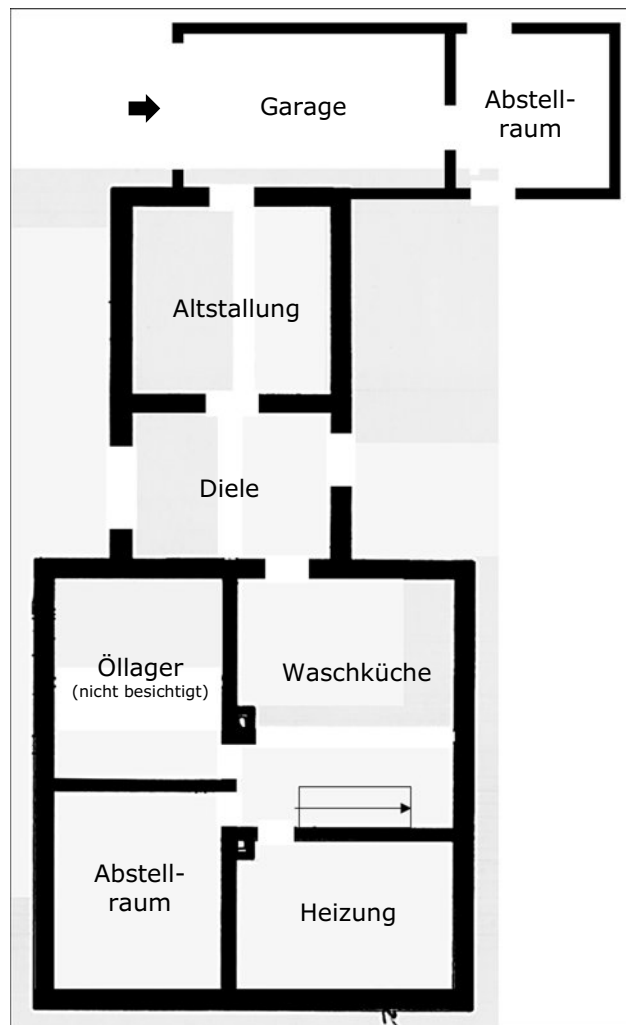 Garage
Abstell-
raum
Altstallung
Diele
Öllager
(nicht besichtigt)
Waschküche
Abstell-
raum
Heizung